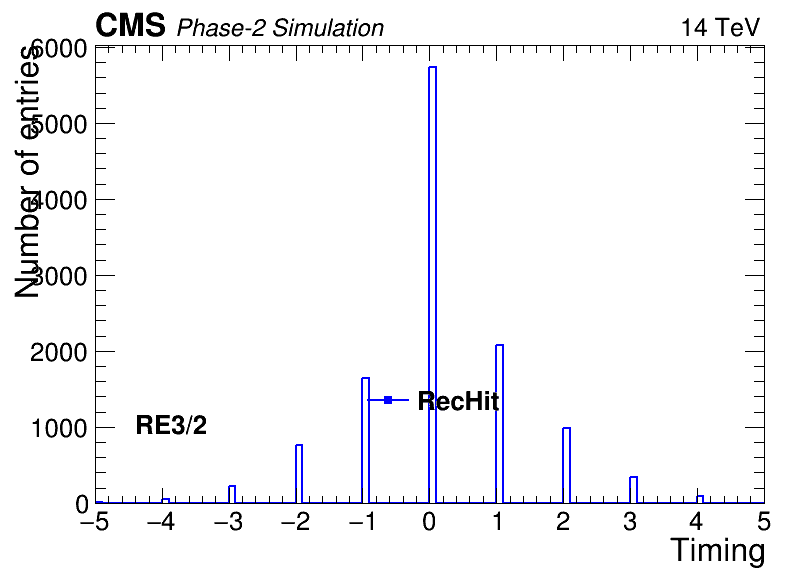 CMS Phase-2 Simulation 14 TeV
Number of entries
6000
5000
4000
3000
2000
1000
0
RecHit
RE3/2
−5 −4 −3 −2 −1 0 1 2 3 4 5
Timing